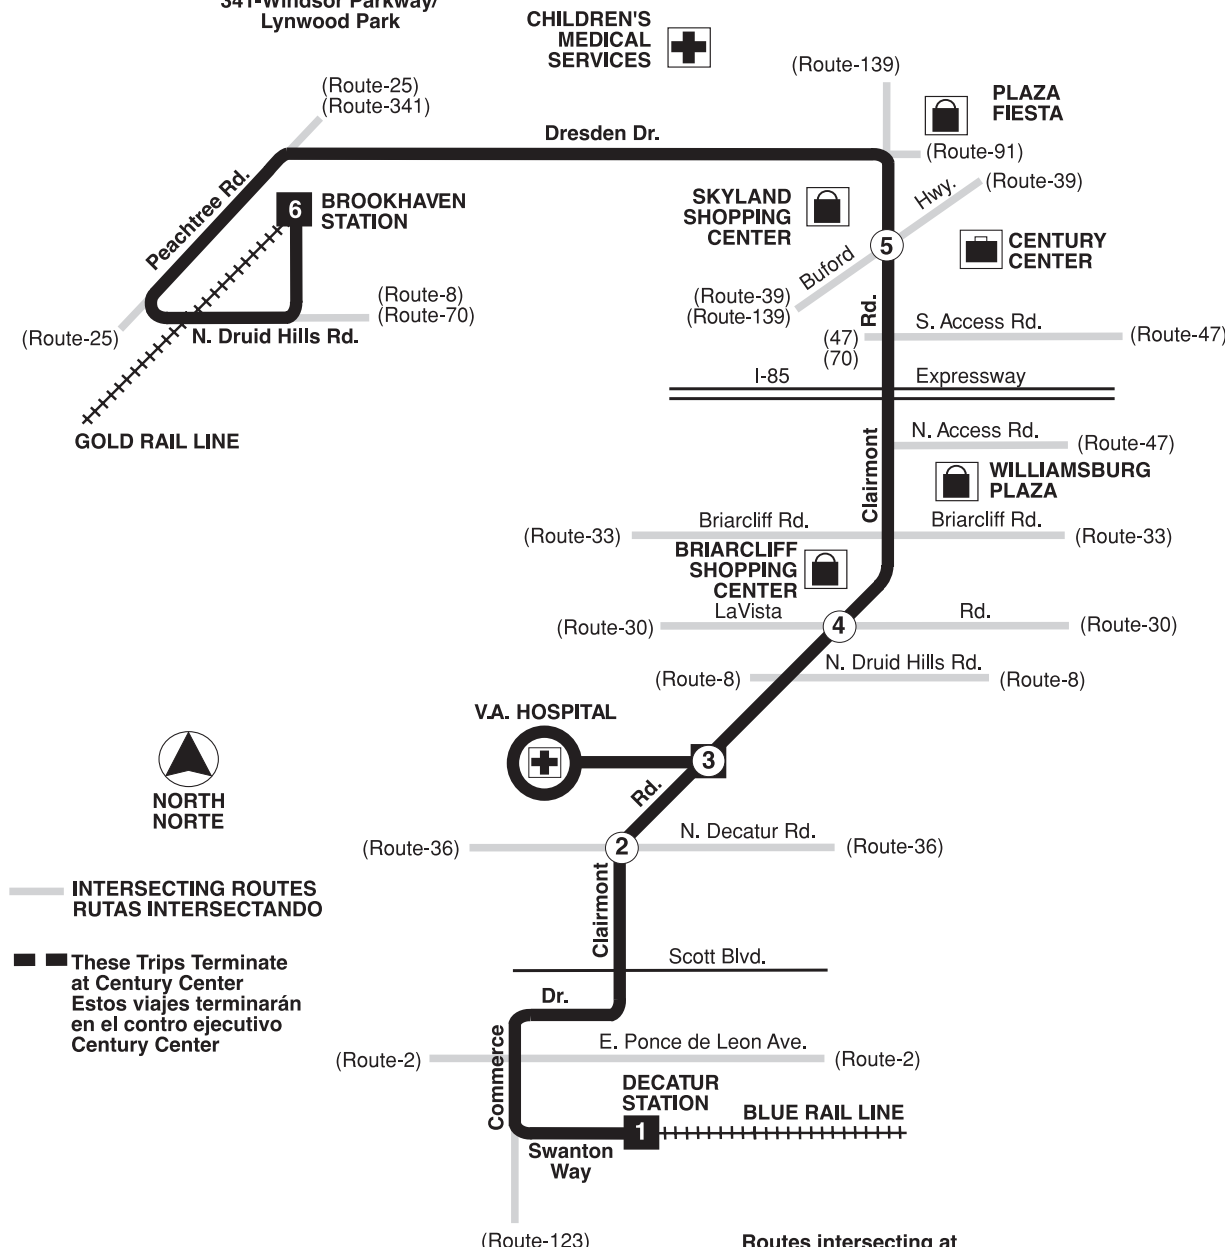 341-Windsor Parkway/
Lynwood Park
CHILDREN'S
MEDICAL
SERVICES
(Route-139)
PLAZA
FIESTA
(Route-25)
(Route-341)
Dresden Dr.
(Route-91)
Peachtree Rd.
6
BROOKHAVEN
STATION
SKYLAND
SHOPPING
CENTER
Hwy.
(Route-39)
5
CENTURY
CENTER
Buford
(Route-39)
(Route-139)
(Route-8)
(Route-70)
(Route-25)
N. Druid Hills Rd.
Rd.
(47)
(70)
S. Access Rd.
(Route-47)
I-85
Expressway
GOLD RAIL LINE
Clairmont
N. Access Rd.
(Route-47)
WILLIAMSBURG
PLAZA
(Route-33)
Briarcliff Rd.
Briarcliff Rd.
(Route-33)
BRIARCLIFF
SHOPPING
CENTER
(Route-30)
LaVista
4
Rd.
(Route-30)
(Route-8)
N. Druid Hills Rd.
(Route-8)
V.A. HOSPITAL
3
Rd.
NORTH
NORTE
(Route-36)
2
N. Decatur Rd.
(Route-36)
INTERSECTING ROUTES
RUTAS INTERSECTANDO
Clairmont
These Trips Terminate
at Century Center
Estos viajes terminarán
en el contro ejecutivo
Century Center
Scott Blvd.
Dr.
Commerce
(Route-2)
E. Ponce de Leon Ave.
(Route-2)
DECATUR
STATION
1
BLUE RAIL LINE
Swanton
Way
(Route-123)
Routes intersecting at